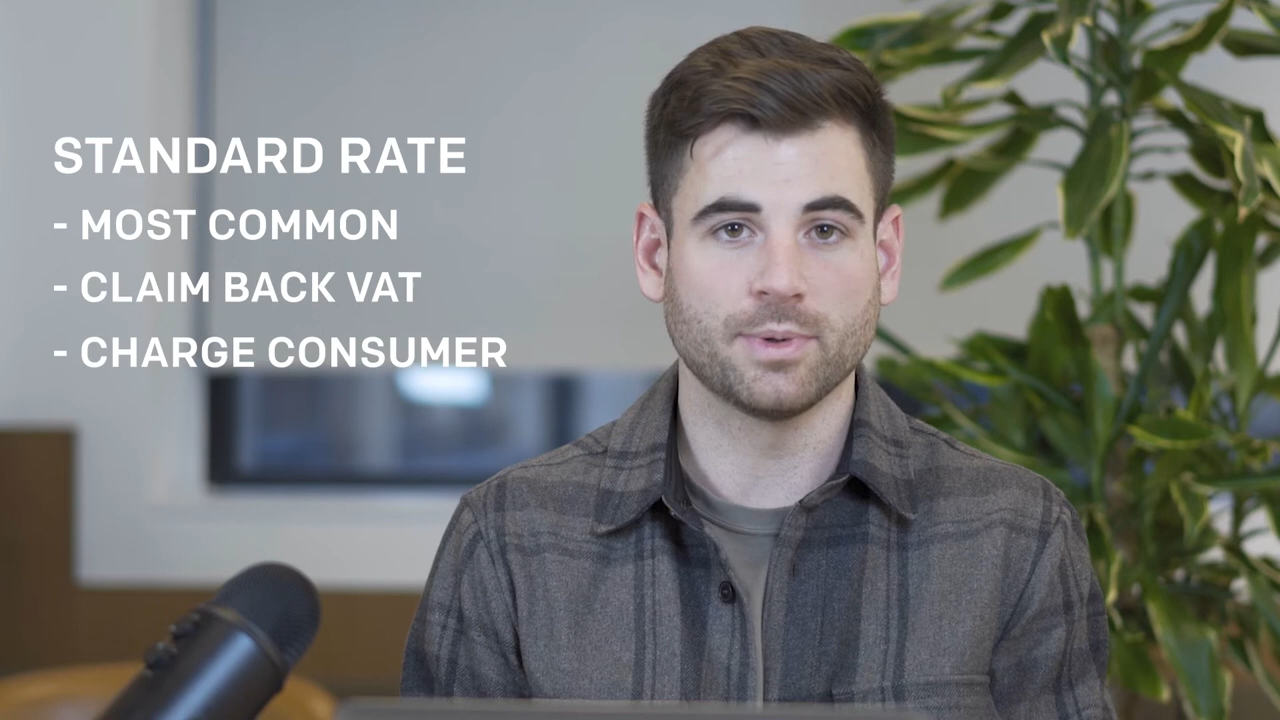 STANDARD RATE
- MOST COMMON
- CLAIM BACK VAT
- CHARGE CONSUMER